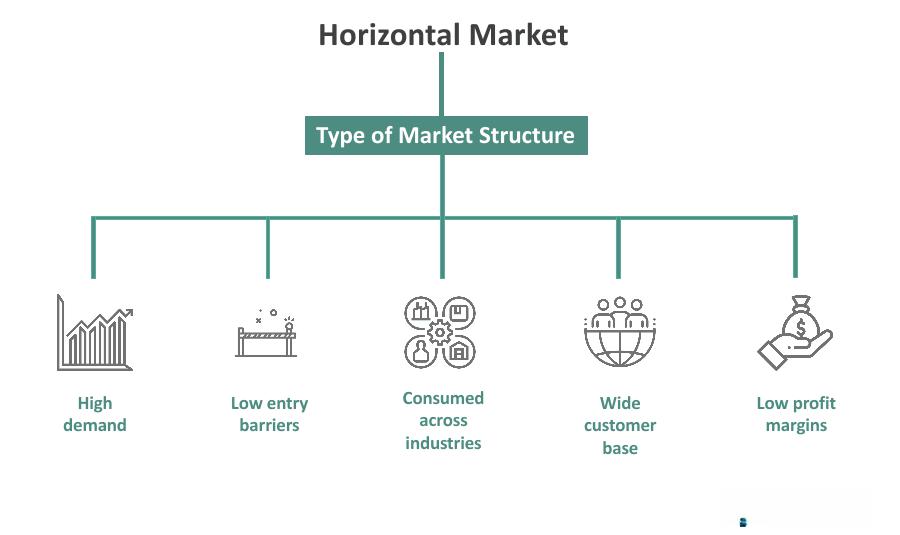 Horizontal Market
Type of Market Structure
High
demand
Low entry
barriers
Consumed
across
industries
Wide
customer
base
Low profit
margins
$